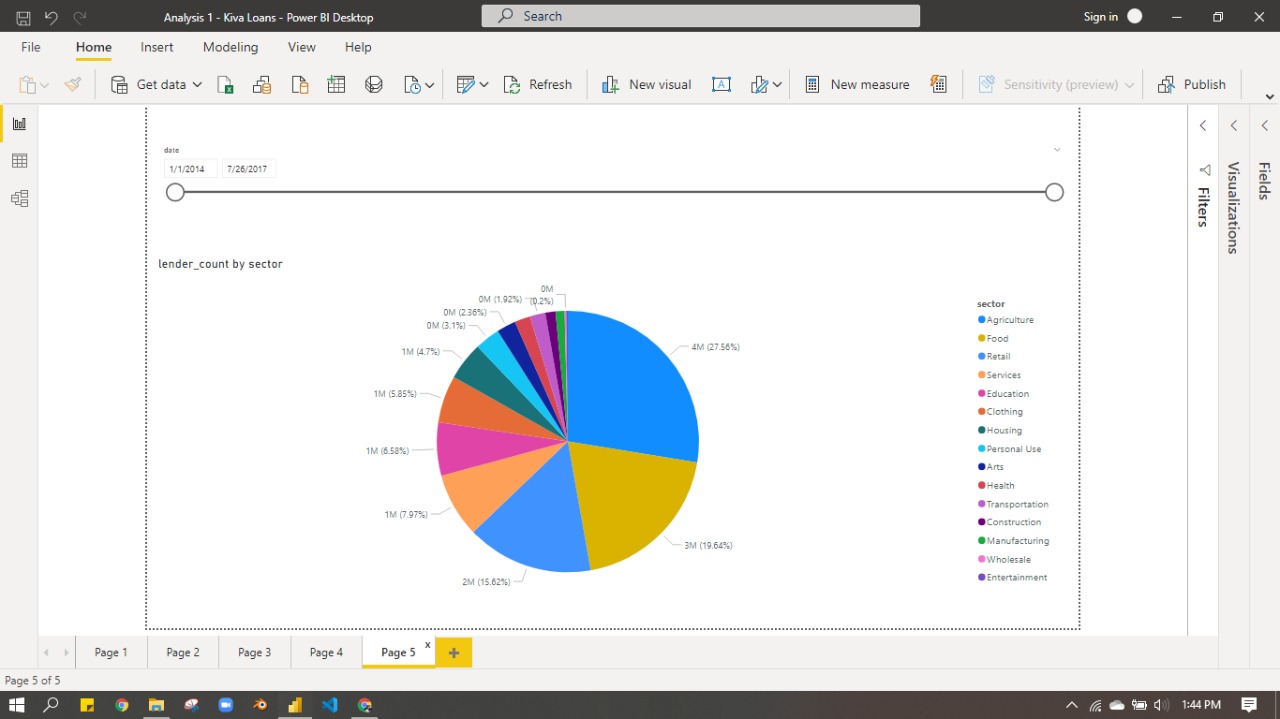 Analysis 1 - Kiva Loans - Power BI Desktop
Search
Sign in
File Home Insert Modeling View Help
Get data
Refresh
New visual
A
New measure
Sensitivity (preview)
Publish
date
1/1/2014 7/26/2017
lender_count by sector
0M
(0.2%)
0M (1.92%)
0M (2.36%)
0M (3.1%)
1M (4.7%)
1M (5.85%)
1M (6.58%)
1M (7.97%)
2M (15.62%)
3M (19.64%)
4M (27.56%)
sector
Agriculture
Food
Retail
Services
Education
Clothing
Housing
Personal Use
Arts
Health
Transportation
Construction
Manufacturing
Wholesale
Entertainment
Filters
Visualizations
Fields
Page 1 Page 2 Page 3 Page 4 Page 5 x +
Page 5 of 5
1:44 PM